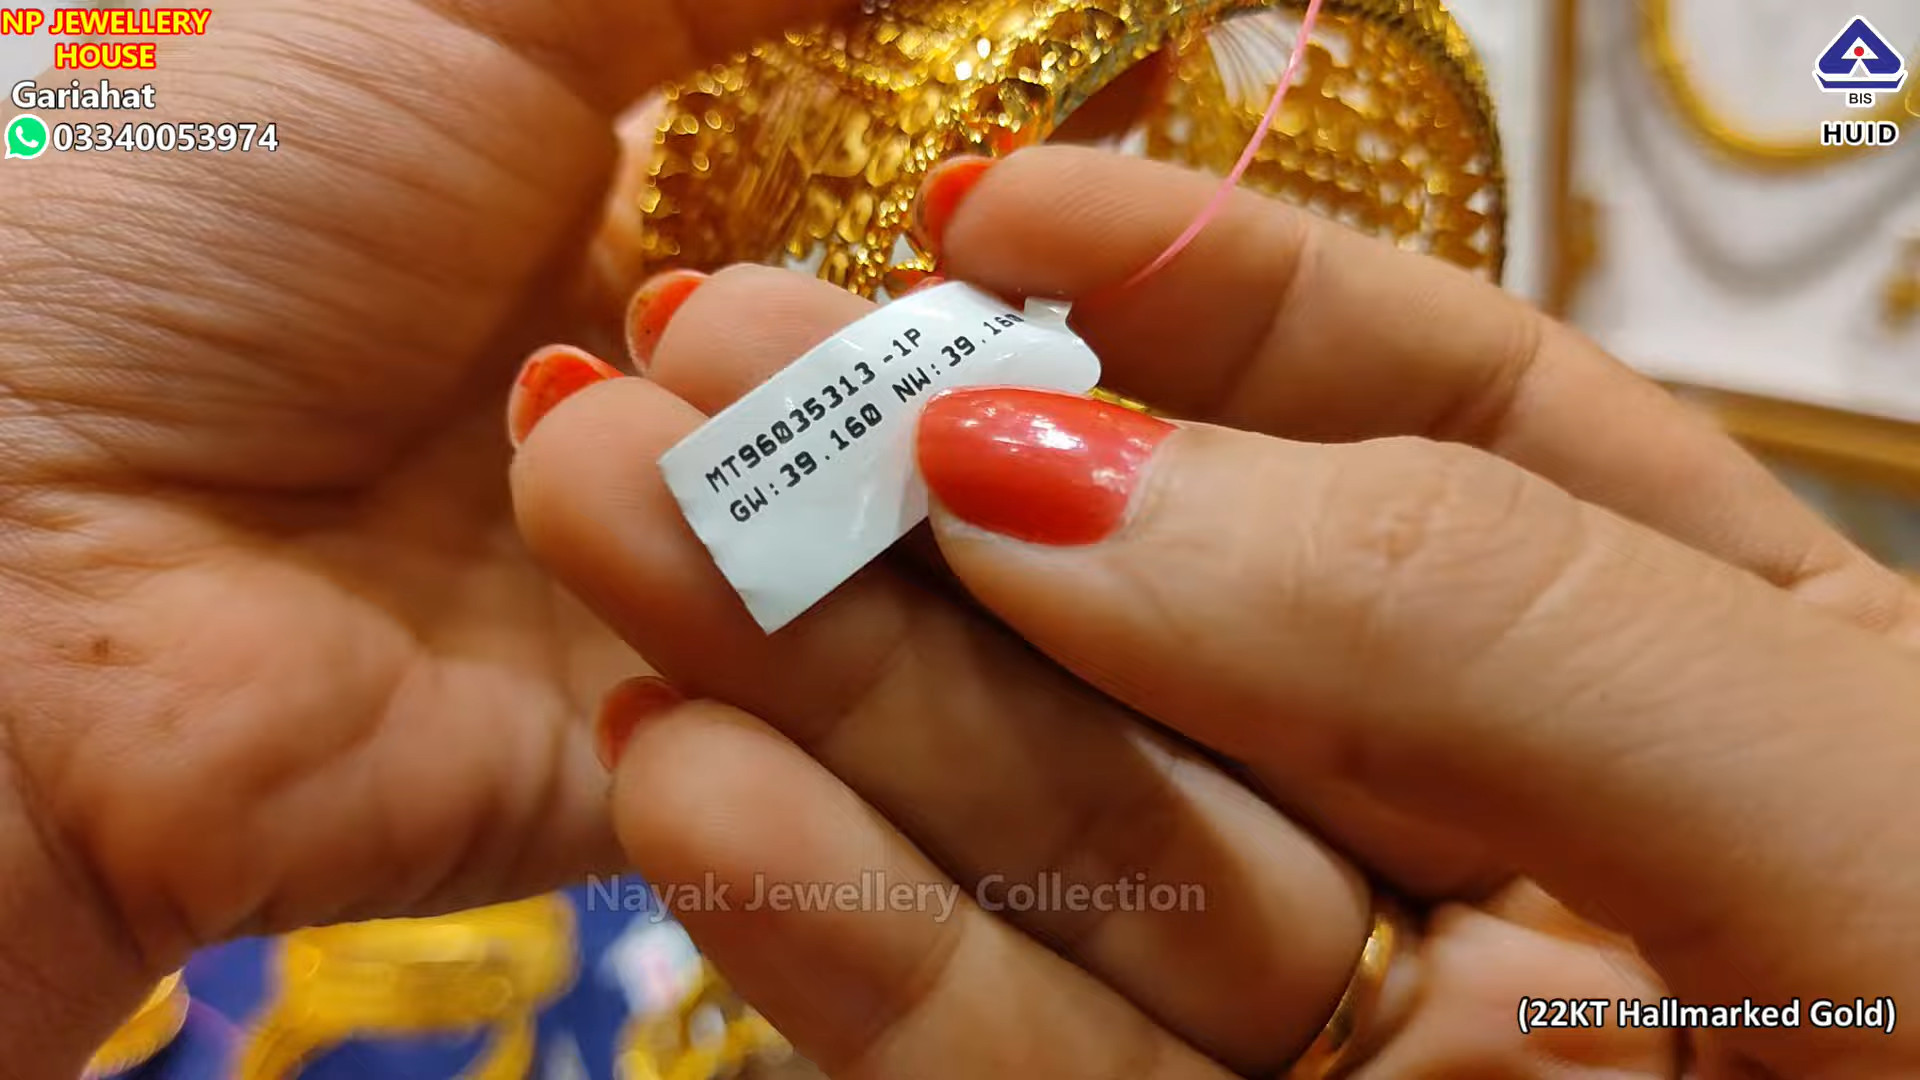 NP JEWELLERY
HOUSE
Gariahat
03340053974
BIS
HUID
MT96035313-1P
GW:39.160 NW:39.160
Nayak Jewellery Collection
(22KT Hallmarked Gold)